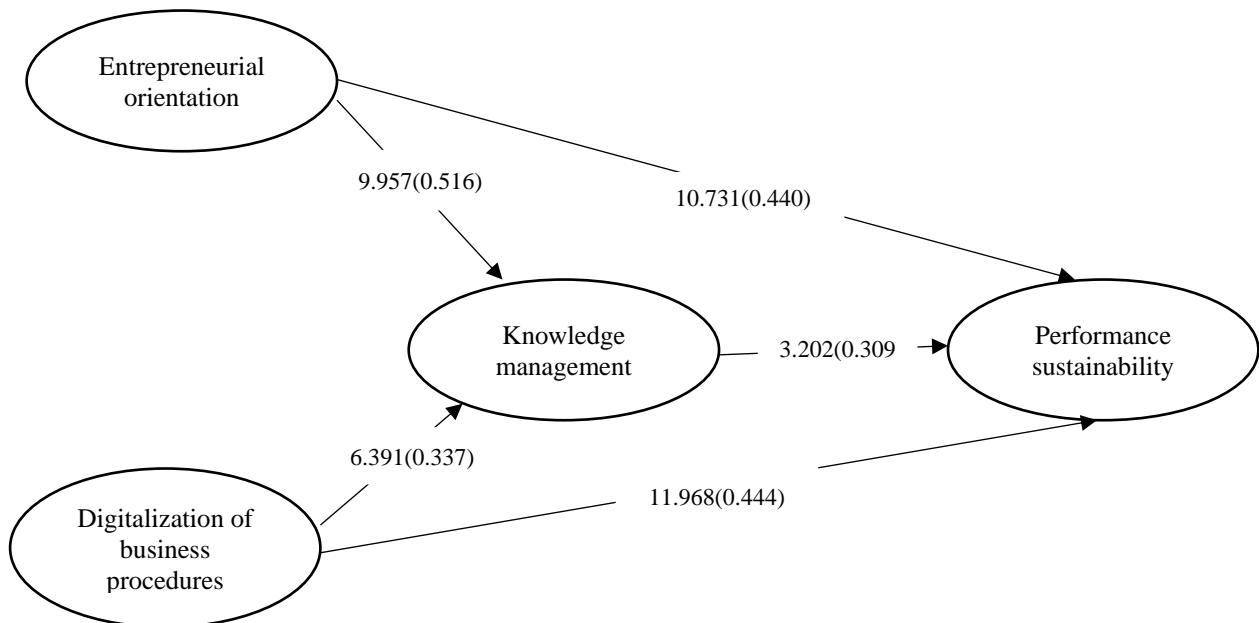 Entrepreneurial
orientation
9.957(0.516)
10.731(0.440)
Knowledge
management
3.202(0.309
Performance
sustainability
6.391(0.337)
11.968(0.444)
Digitalization of
business
procedures